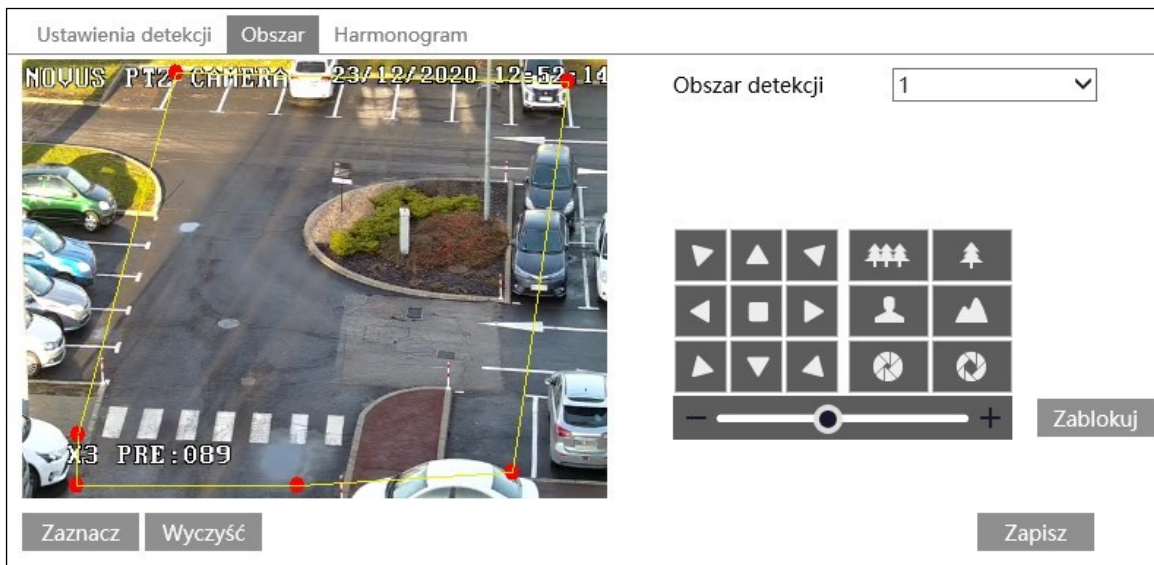 Ustawienia detekcji Obszar Harmonogram
NOVUS PTZ CAMERA 23/12/2020 12:52:14
Obszar detekcji 1
X3 PRE:089
Zablokuj
Zaznacz Wyczyść Zapisz